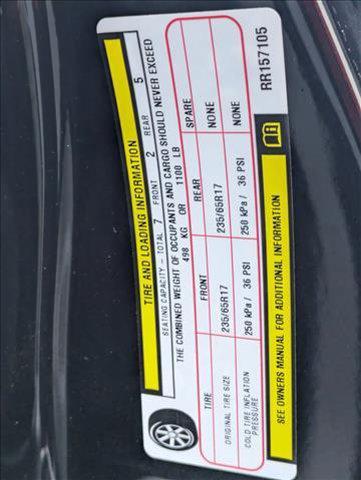 TIRE AND LOADING INFORMATION
SEATING CAPACITY - TOTAL 7 FRONT 2 REAR 5
THE COMBINED WEIGHT OF OCCUPANTS AND CARGO SHOULD NEVER EXCEED
498 KG OR 1100 LB
TIRE FRONT REAR SPARE
ORIGINAL TIRE SIZE 235/65R17 235/65R17 NONE
COLD TIRE INFLATION
PRESSURE 250 kPa / 36 PSI 250 kPa / 36 PSI NONE
SEE OWNERS MANUAL FOR ADDITIONAL INFORMATION
RR157105